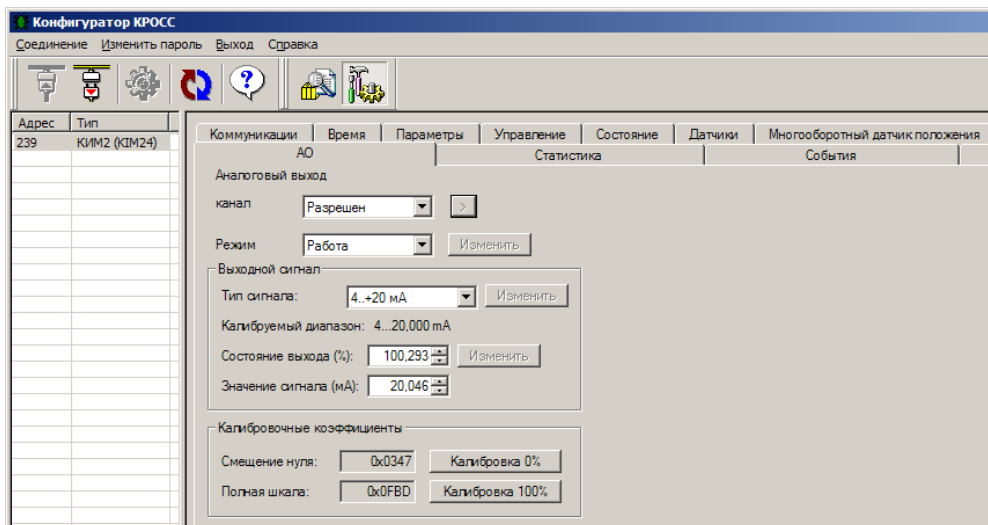 Конфигуратор КРОСС
Соединение Изменить пароль Выход Справка
Адрес Тип
239 КИМ2 (KIM24)
Коммуникации Время Параметры Управление Состояние Датчики Многооборотный датчик положения
АО Статистика События
Аналоговый выход
канал Разрешен >
Режим Работа Изменить
Выходной сигнал
Тип сигнала: 4..+20 мА Изменить
Калибруемый диапазон: 4...20,000 mA
Состояние выхода (%): 100,293 Изменить
Значение сигнала (мА): 20,046
Калибровочные коэффициенты
Смещение нуля: 0x0347 Калибровка 0%
Полная шкала: 0x0FBD Калибровка 100%